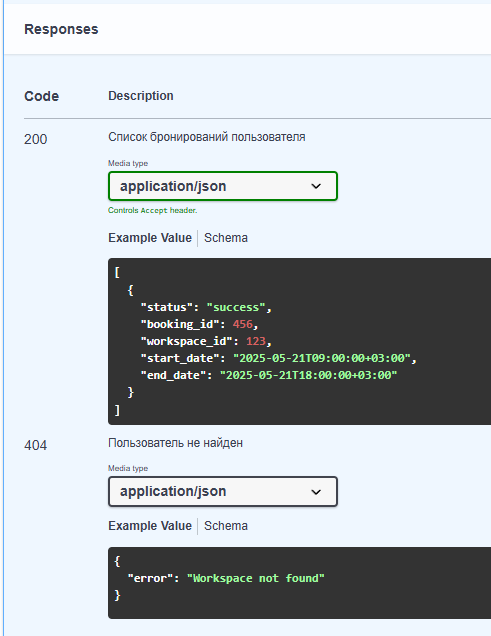 Responses
Code Description
200 Список бронирований пользователя
Media type
application/json
Controls Accept header.
Example Value Schema
[
{
"status": "success",
"booking_id": 456,
"workspace_id": 123,
"start_date": "2025-05-21T09:00:00+03:00",
"end_date": "2025-05-21T18:00:00+03:00"
}
]
404 Пользователь не найден
Media type
application/json
Example Value Schema
{
"error": "Workspace not found"
}